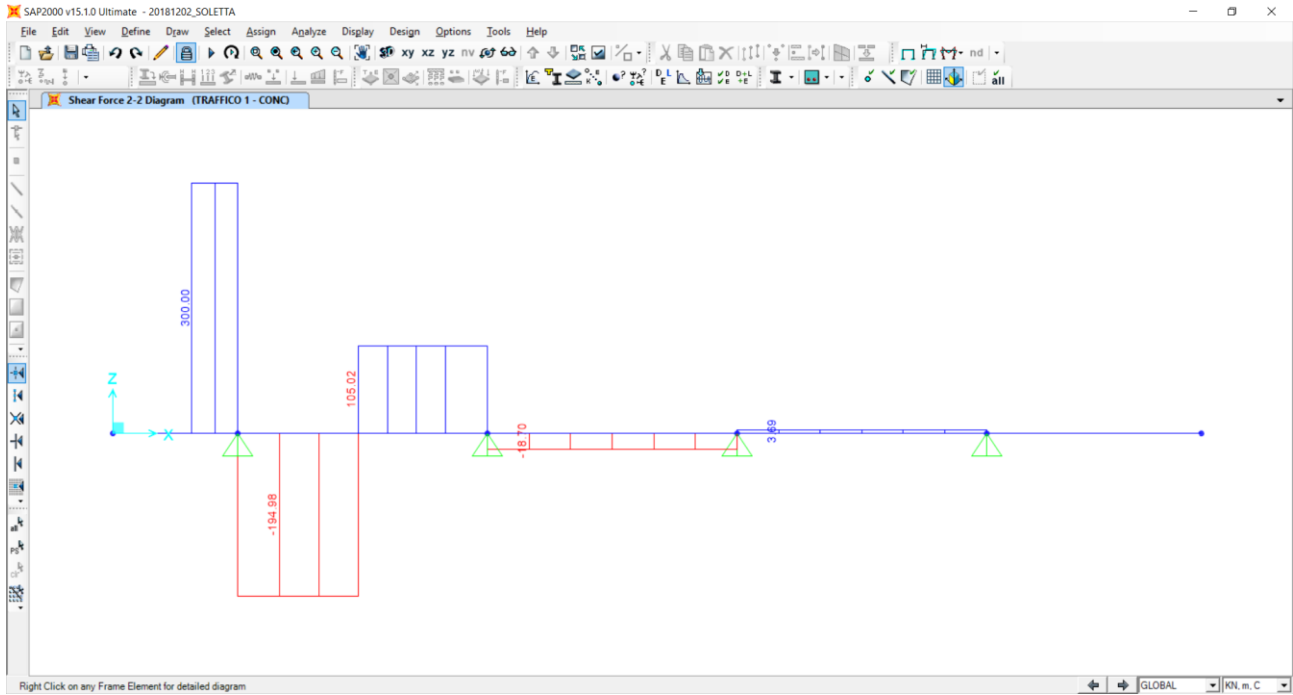 SAP2000 v15.1.0 Ultimate - 20181202_SOLETTA
File Edit View Define Draw Select Assign Analyze Display Design Options Tools Help
xy xz yz nv nd
all
Shear Force 2-2 Diagram (TRAFFICO 1 - CONC)
300.00
Z
X
105.02
-194.98
-18.70
3.69
Right Click on any Frame Element for detailed diagram
GLOBAL
KN, m, C